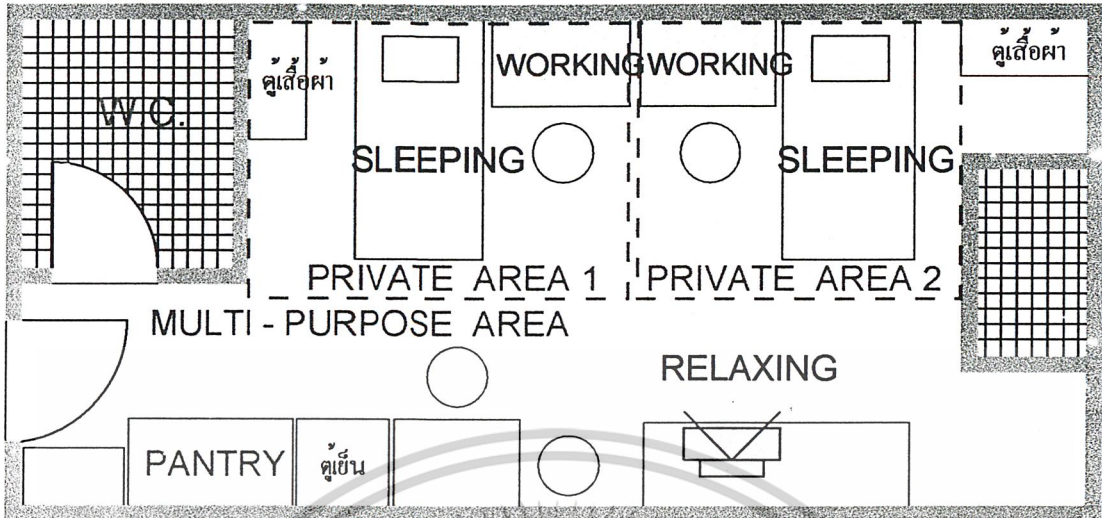 W.C.
ตู้เสื้อผ้า
WORKING
WORKING
ตู้เสื้อผ้า
SLEEPING
SLEEPING
PRIVATE AREA 1
PRIVATE AREA 2
MULTI - PURPOSE AREA
RELAXING
PANTRY
ตู้เย็น